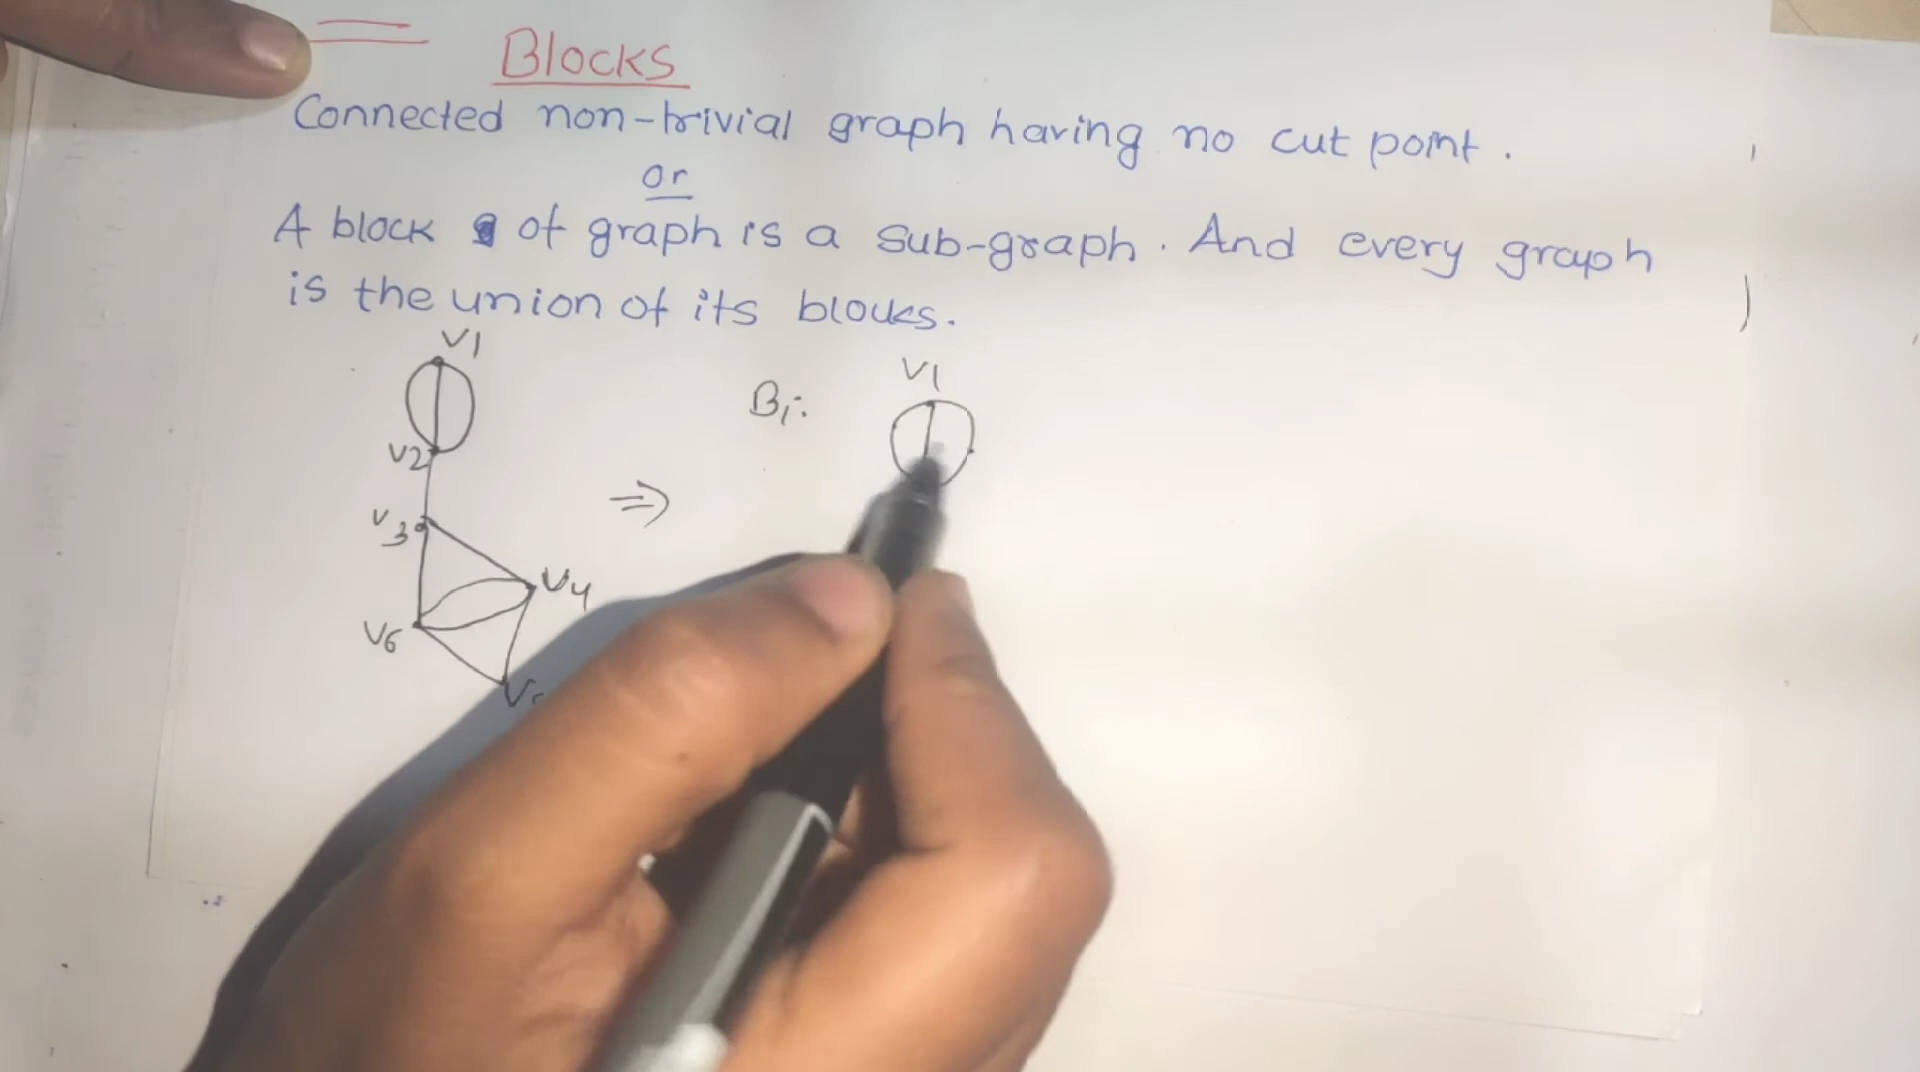 Blocks
Connected non-trivial graph having no cut point.
or
A block of graph is a sub-graph. And every graph
is the union of its blocks.
V1
V2
V3
V4
V6
⇒
B1:
V1